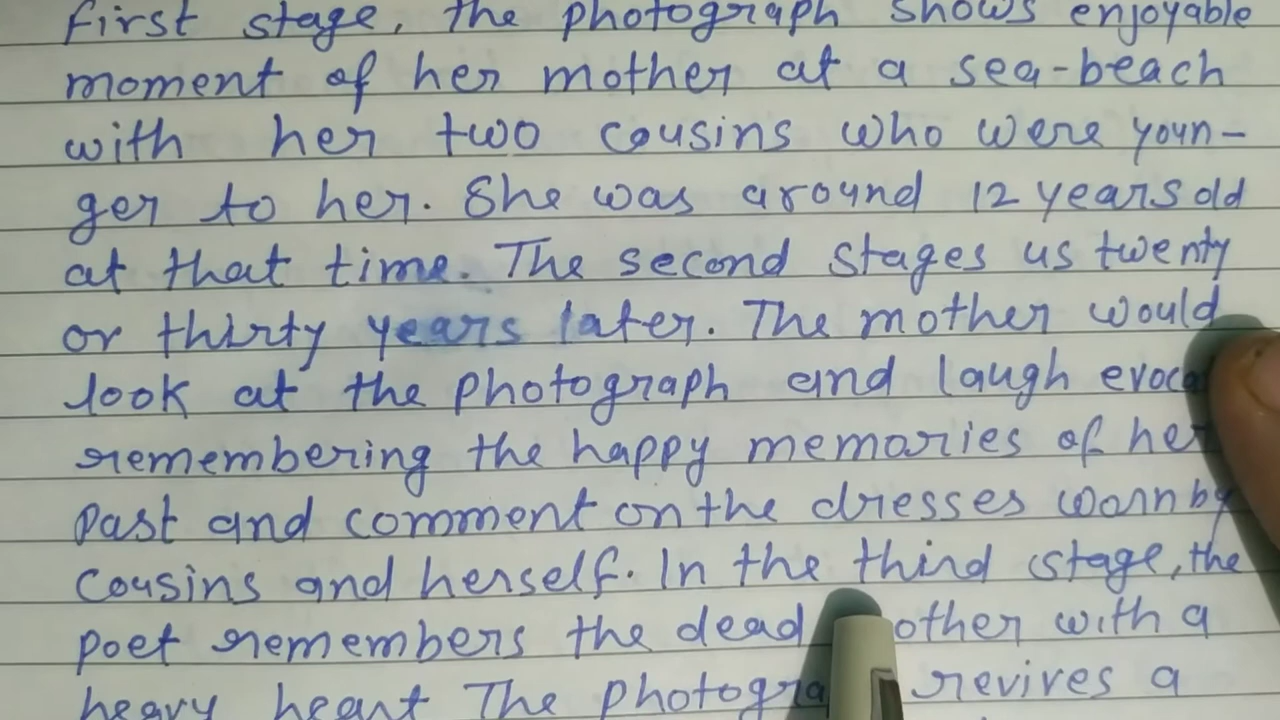 first stage, the photograph shows enjoyable
moment of her mother at a sea-beach
with her two cousins who were youn-
ger to her. She was around 12 years old
at that time. The second stages us twenty
or thirty years later. The mother would
look at the photograph and laugh
remembering the happy memories of her
past and comment on the dresses worn by
cousins and herself. In the third stage, the
poet remembers the dead with a
heavy heart The revives a